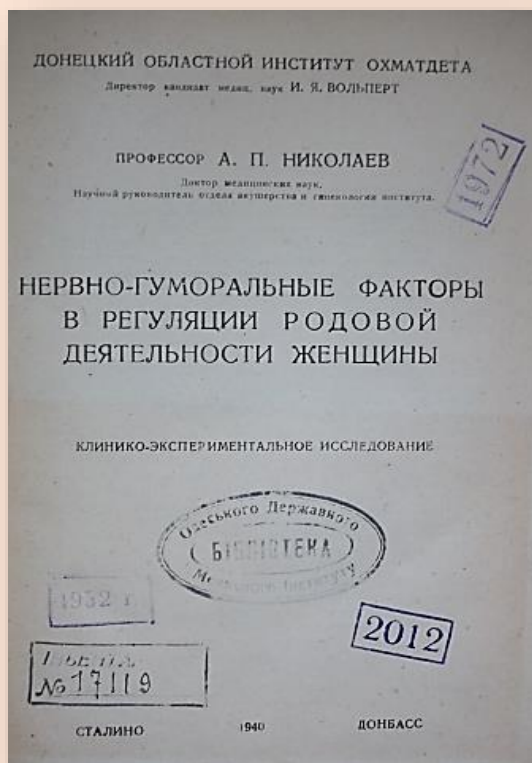 ДОНЕЦКИЙ ОБЛАСТНОЙ ИНСТИТУТ ОХМАТДЕТА
Директор кандидат медиц. наук И. Я. ВОЛЬПЕРТ
ПРОФЕССОР А. П. НИКОЛАЕВ
Доктор медицинских наук,
Научный руководитель отдела акушерства и гинекологии института.
1972
НЕРВНО-ГУМОРАЛЬНЫЕ ФАКТОРЫ
В РЕГУЛЯЦИИ РОДОВОЙ
ДЕЯТЕЛЬНОСТИ ЖЕНЩИНЫ
КЛИНИКО-ЭКСПЕРИМЕНТАЛЬНОЕ ИССЛЕДОВАНИЕ
Одеського Державного
БІБЛІОТЕКА
Інституту
2012
№ 17119
СТАЛИНО 1940 ДОНБАСС